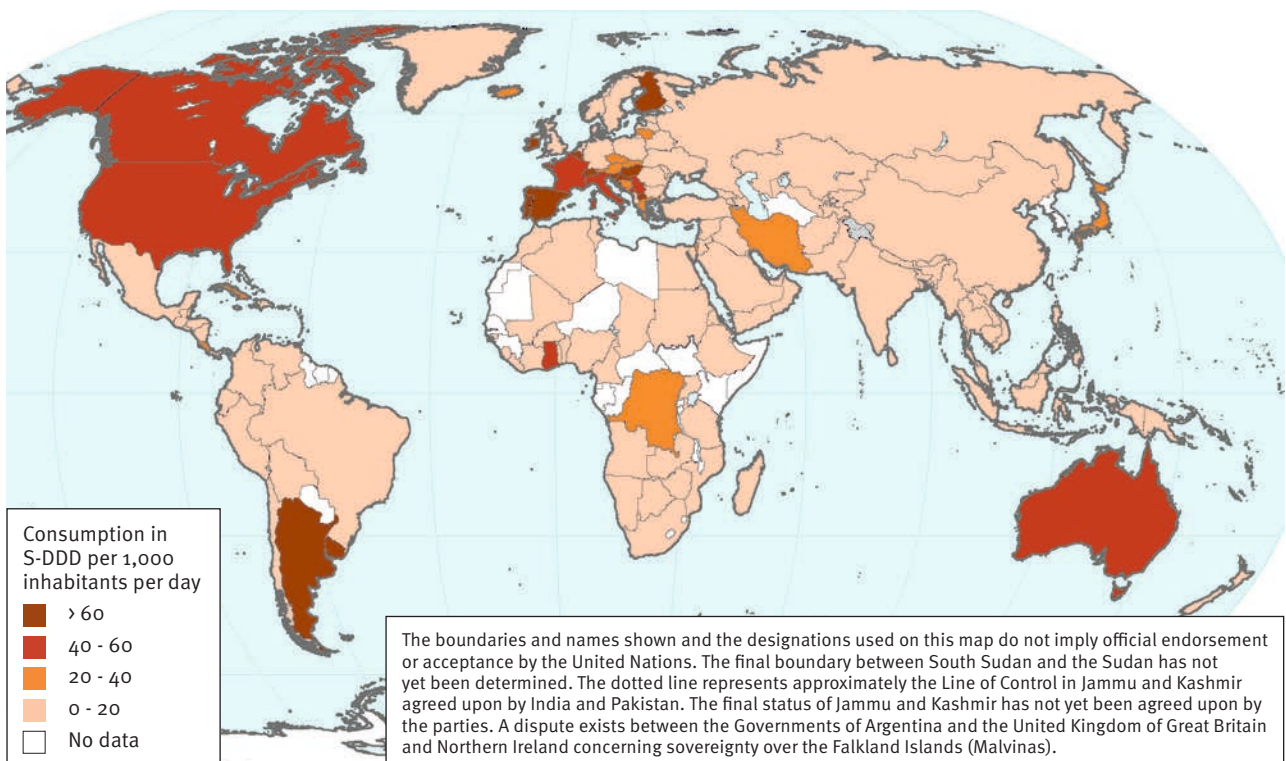 Consumption in
S-DDD per 1,000
inhabitants per day
› 60
40 - 60
20 - 40
0 - 20
No data
The boundaries and names shown and the designations used on this map do not imply official endorsement
or acceptance by the United Nations. The final boundary between South Sudan and the Sudan has not
yet been determined. The dotted line represents approximately the Line of Control in Jammu and Kashmir
agreed upon by India and Pakistan. The final status of Jammu and Kashmir has not yet been agreed upon by
the parties. A dispute exists between the Governments of Argentina and the United Kingdom of Great Britain
and Northern Ireland concerning sovereignty over the Falkland Islands (Malvinas).